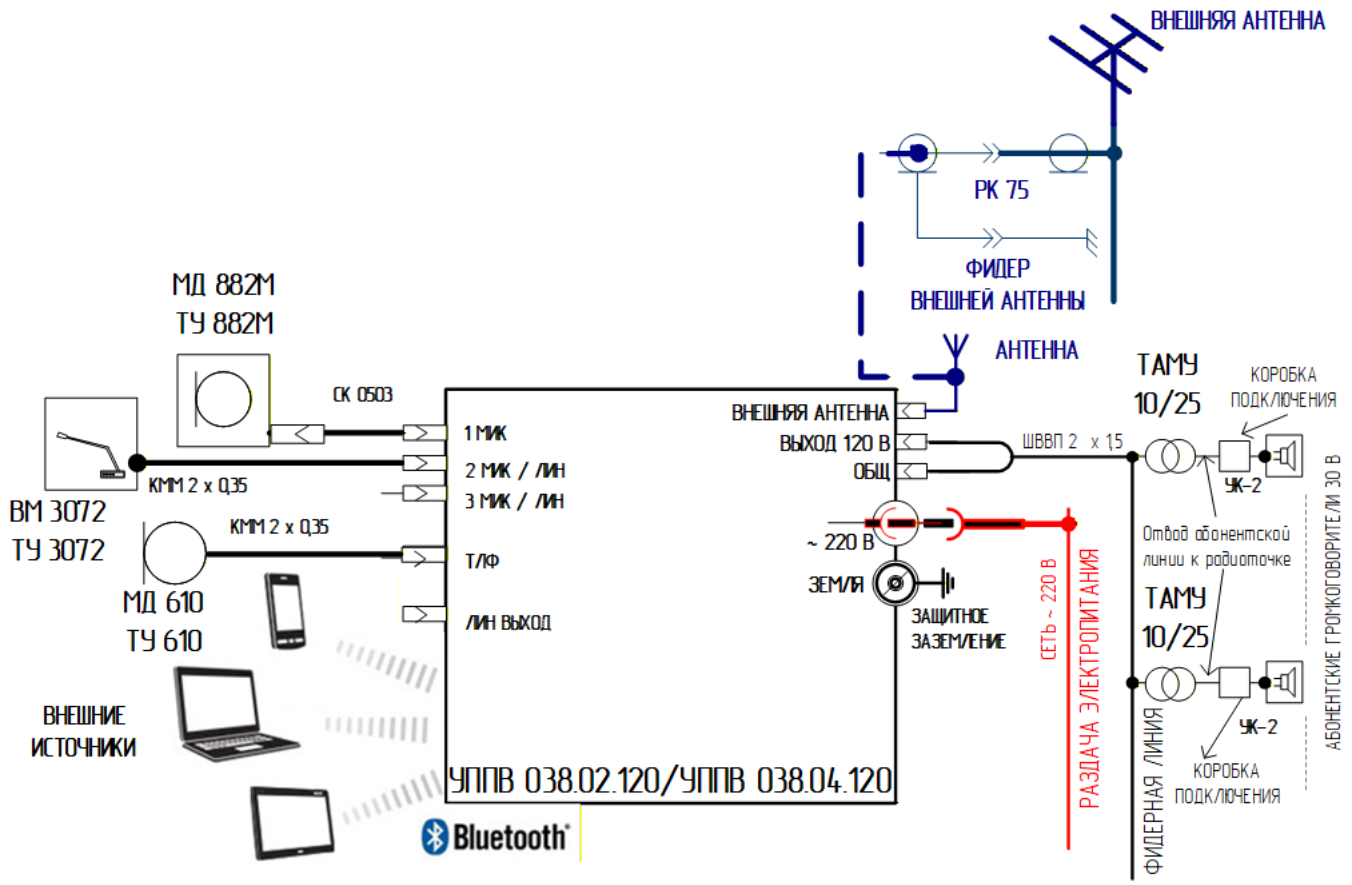 ВНЕШНЯЯ АНТЕННА
РК 75
ФИДЕР
ВНЕШНЕЙ АНТЕННЫ
АНТЕННА
МД 882М
ТУ 882М
СК 0503
ВМ 3072
ТУ 3072
КММ 2 х 0,35
КММ 2 х 0,35
МД 610
ТУ 610
ВНЕШНИЕ
ИСТОЧНИКИ
1 МИК
2 МИК / ЛИН
3 МИК / ЛИН
Т/Ф
ЛИН ВЫХОД
ВНЕШНЯЯ АНТЕННА
ВЫХОД 120 В
ОБЩ
~ 220 В
ЗЕМЛЯ
ЗАЩИТНОЕ
ЗАЗЕМЛЕНИЕ
УППВ 038.02.120/УППВ 038.04.120
Bluetooth
ШВВП 2 х 1,5
СЕТЬ ~ 220 В
РАЗДАЧА ЭЛЕКТРОПИТАНИЯ
ФИДЕРНАЯ ЛИНИЯ
ТАМУ
10/25
КОРОБКА
ПОДКЛЮЧЕНИЯ
УК-2
Отвод абонентской
линии к радиоточке
ТАМУ
10/25
УК-2
КОРОБКА
ПОДКЛЮЧЕНИЯ
АБОНЕНТСКИЕ ГРОМКОГОВОРИТЕЛИ 30 В